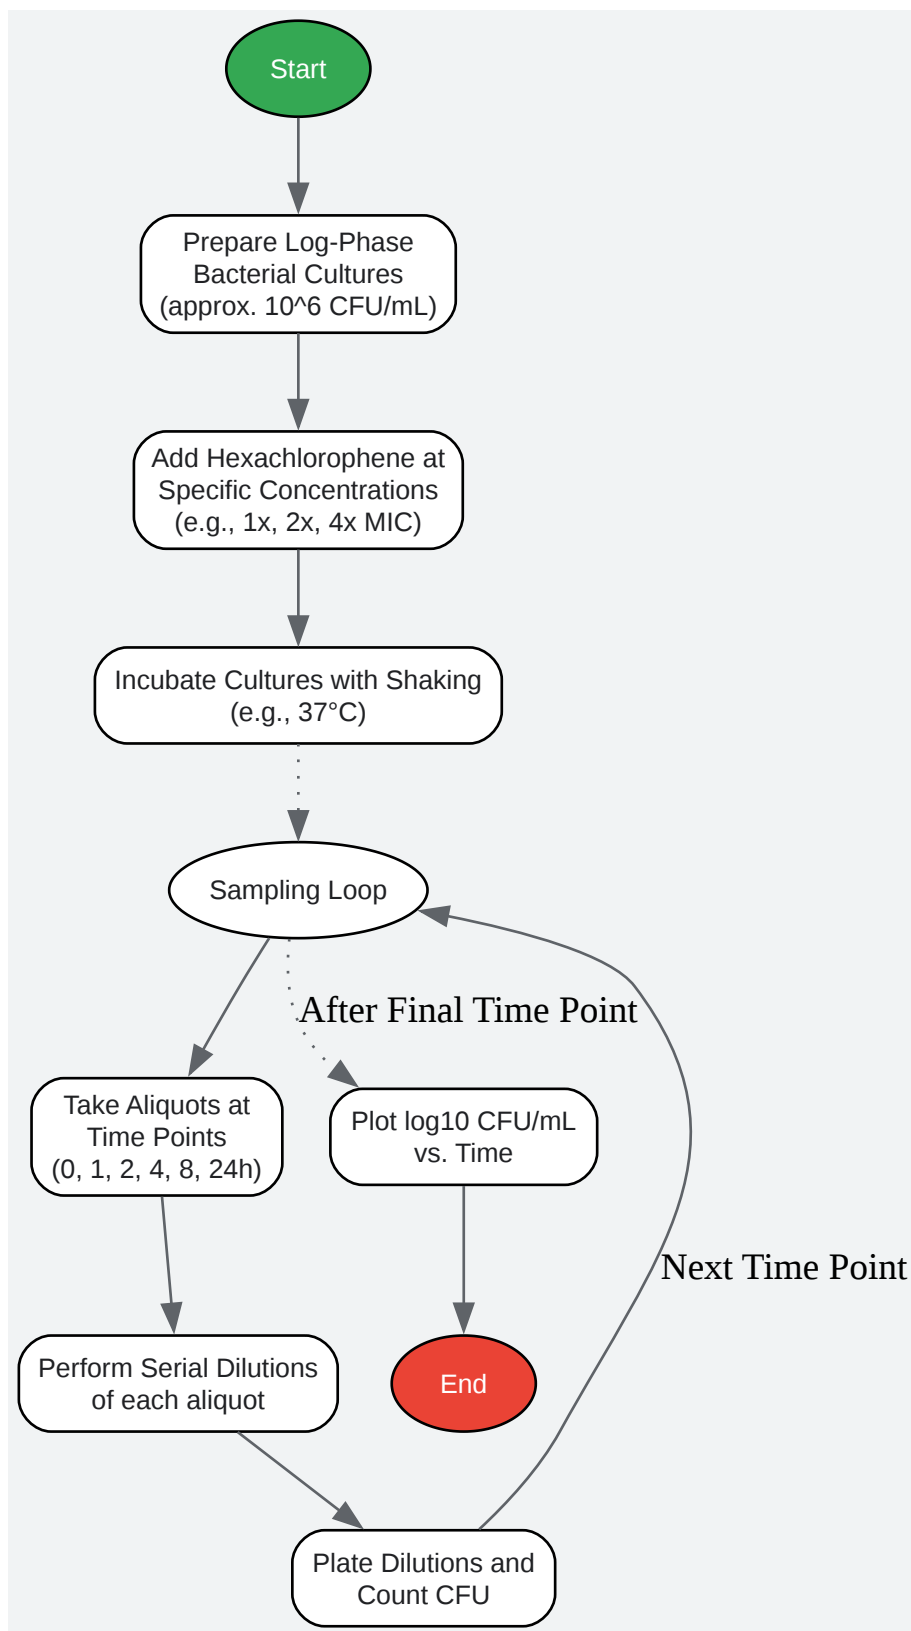 Start
Prepare Log-Phase
Bacterial Cultures
(approx. 10^6 CFU/mL)
Add Hexachlorophene at
Specific Concentrations
(e.g., 1x, 2x, 4x MIC)
Incubate Cultures with Shaking
(e.g., 37°C)
Sampling Loop
After Final Time Point
Take Aliquots at
Time Points
(0, 1, 2, 4, 8, 24h)
Plot log10 CFU/mL
vs. Time
Next Time Point
Perform Serial Dilutions
of each aliquot
End
Plate Dilutions and
Count CFU